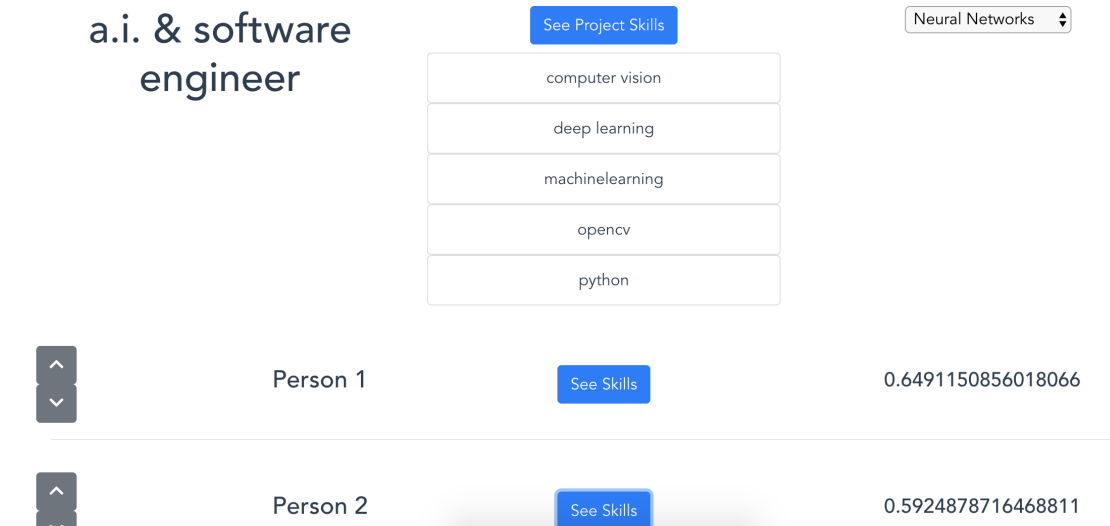 a.i. & software
engineer
See Project Skills
Neural Networks
computer vision
deep learning
machinelearning
opencv
python
Person 1
See Skills
0.6491150856018066
Person 2
See Skills
0.5924878716468811